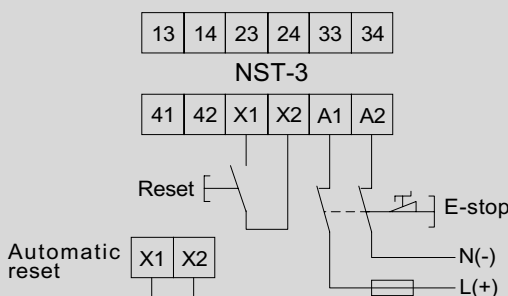 13 14 23 24 33 34
NST-3
41 42 X1 X2 A1 A2
Reset
E-stop
Automatic
reset
X1 X2
N(-)
L(+)